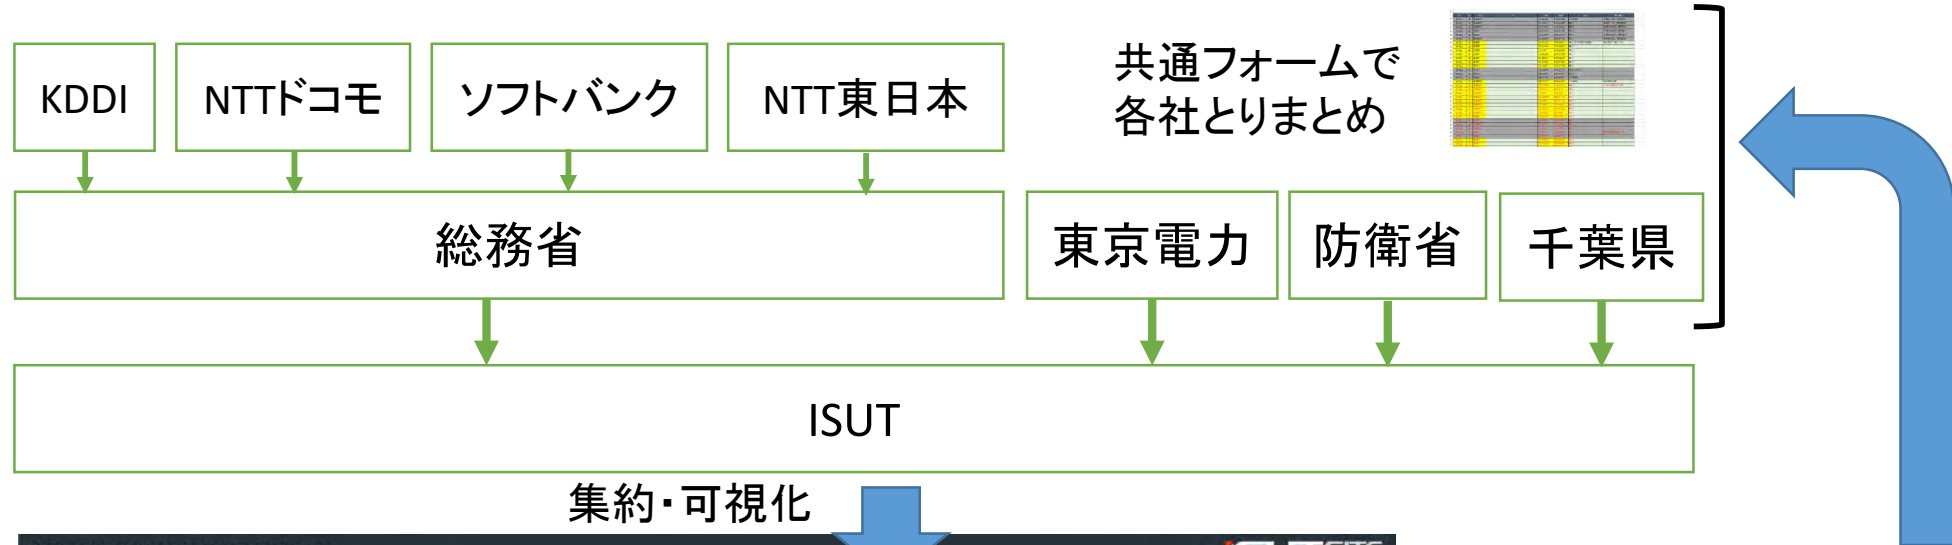 共通フォームで
各社とりまとめ
KDDI
NTTドコモ
ソフトバンク
NTT東日本
総務省
東京電力
防衛省
千葉県
ISUT
集約・可視化